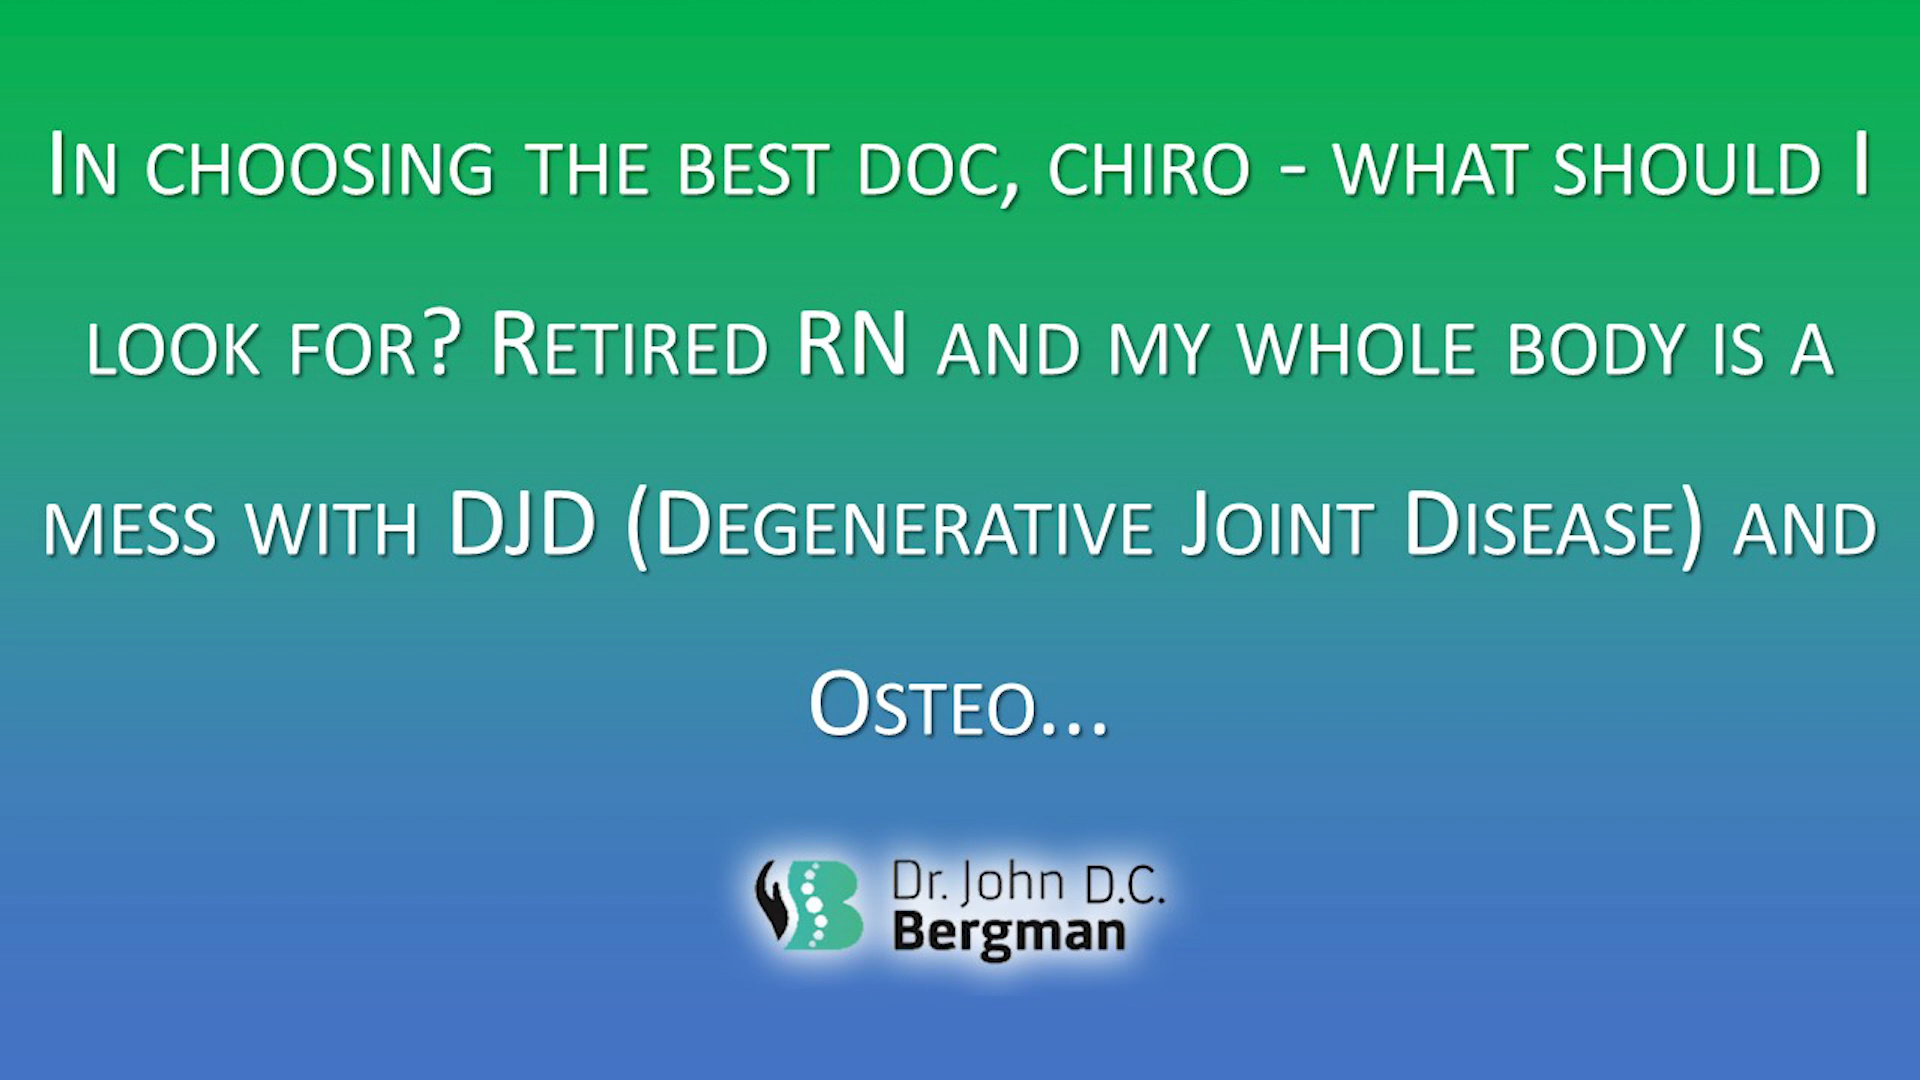 In choosing the best doc, chiro - what should I
look for? Retired RN and my whole body is a
mess with DJD (Degenerative Joint Disease) and
Osteo...
Dr. John D.C.
Bergman